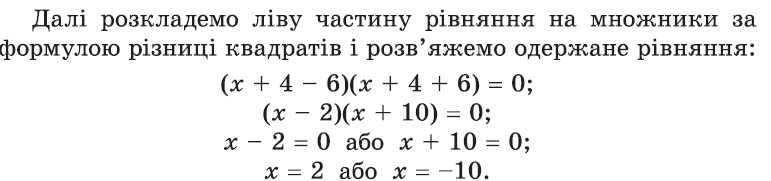 Далі розкладемо ліву частину рівняння на множники за
формулою різниці квадратів і розв’яжемо одержане рівняння:
(x + 4 − 6)(x + 4 + 6) = 0;
(x − 2)(x + 10) = 0;
x − 2 = 0 або x + 10 = 0;
x = 2 або x = −10.